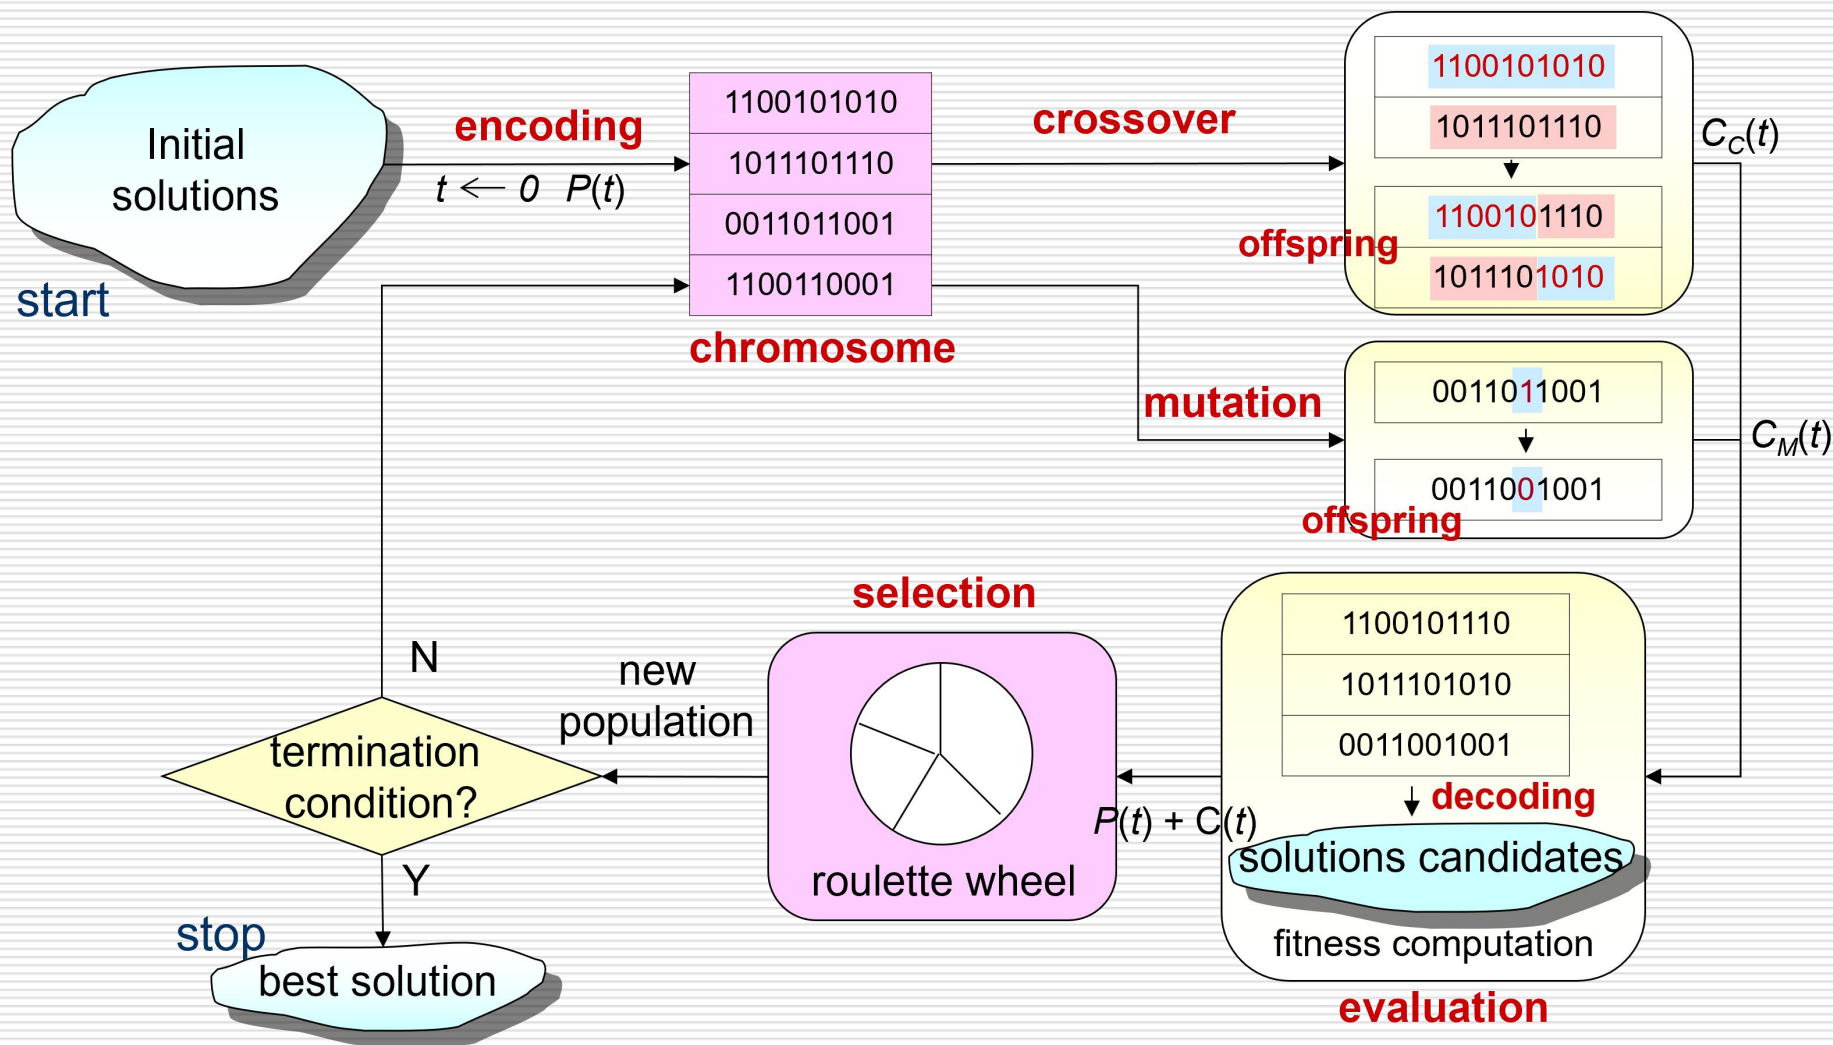 Initial
solutions
start
encoding
t ← 0 P(t)
1100101010
1011101110
0011011001
1100110001
chromosome
crossover
1100101010
1011101110
1100101110
offspring
1011101010
C_C(t)
mutation
0011011001
0011001001
offspring
C_M(t)
1100101110
1011101010
0011001001
decoding
solutions candidates
fitness computation
evaluation
P(t) + C(t)
selection
roulette wheel
new
population
N
termination
condition?
Y
stop
best solution